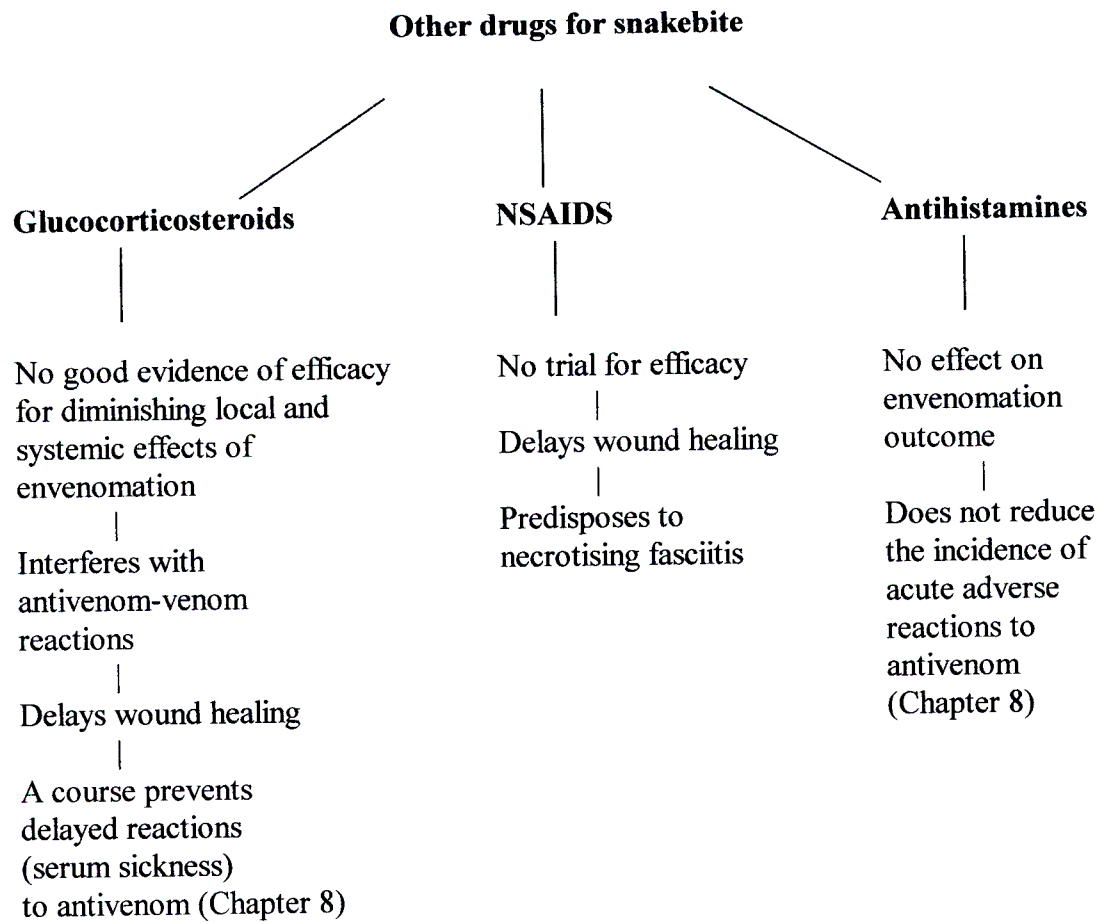 Other drugs for snakebite
Glucocorticosteroids
No good evidence of efficacy
for diminishing local and
systemic effects of
envenomation
Interferes with
antivenom-venom
reactions
Delays wound healing
A course prevents
delayed reactions
(serum sickness)
to antivenom (Chapter 8)
NSAIDS
No trial for efficacy
Delays wound healing
Predisposes to
necrotising fasciitis
Antihistamines
No effect on
envenomation
outcome
Does not reduce
the incidence of
acute adverse
reactions to
antivenom
(Chapter 8)